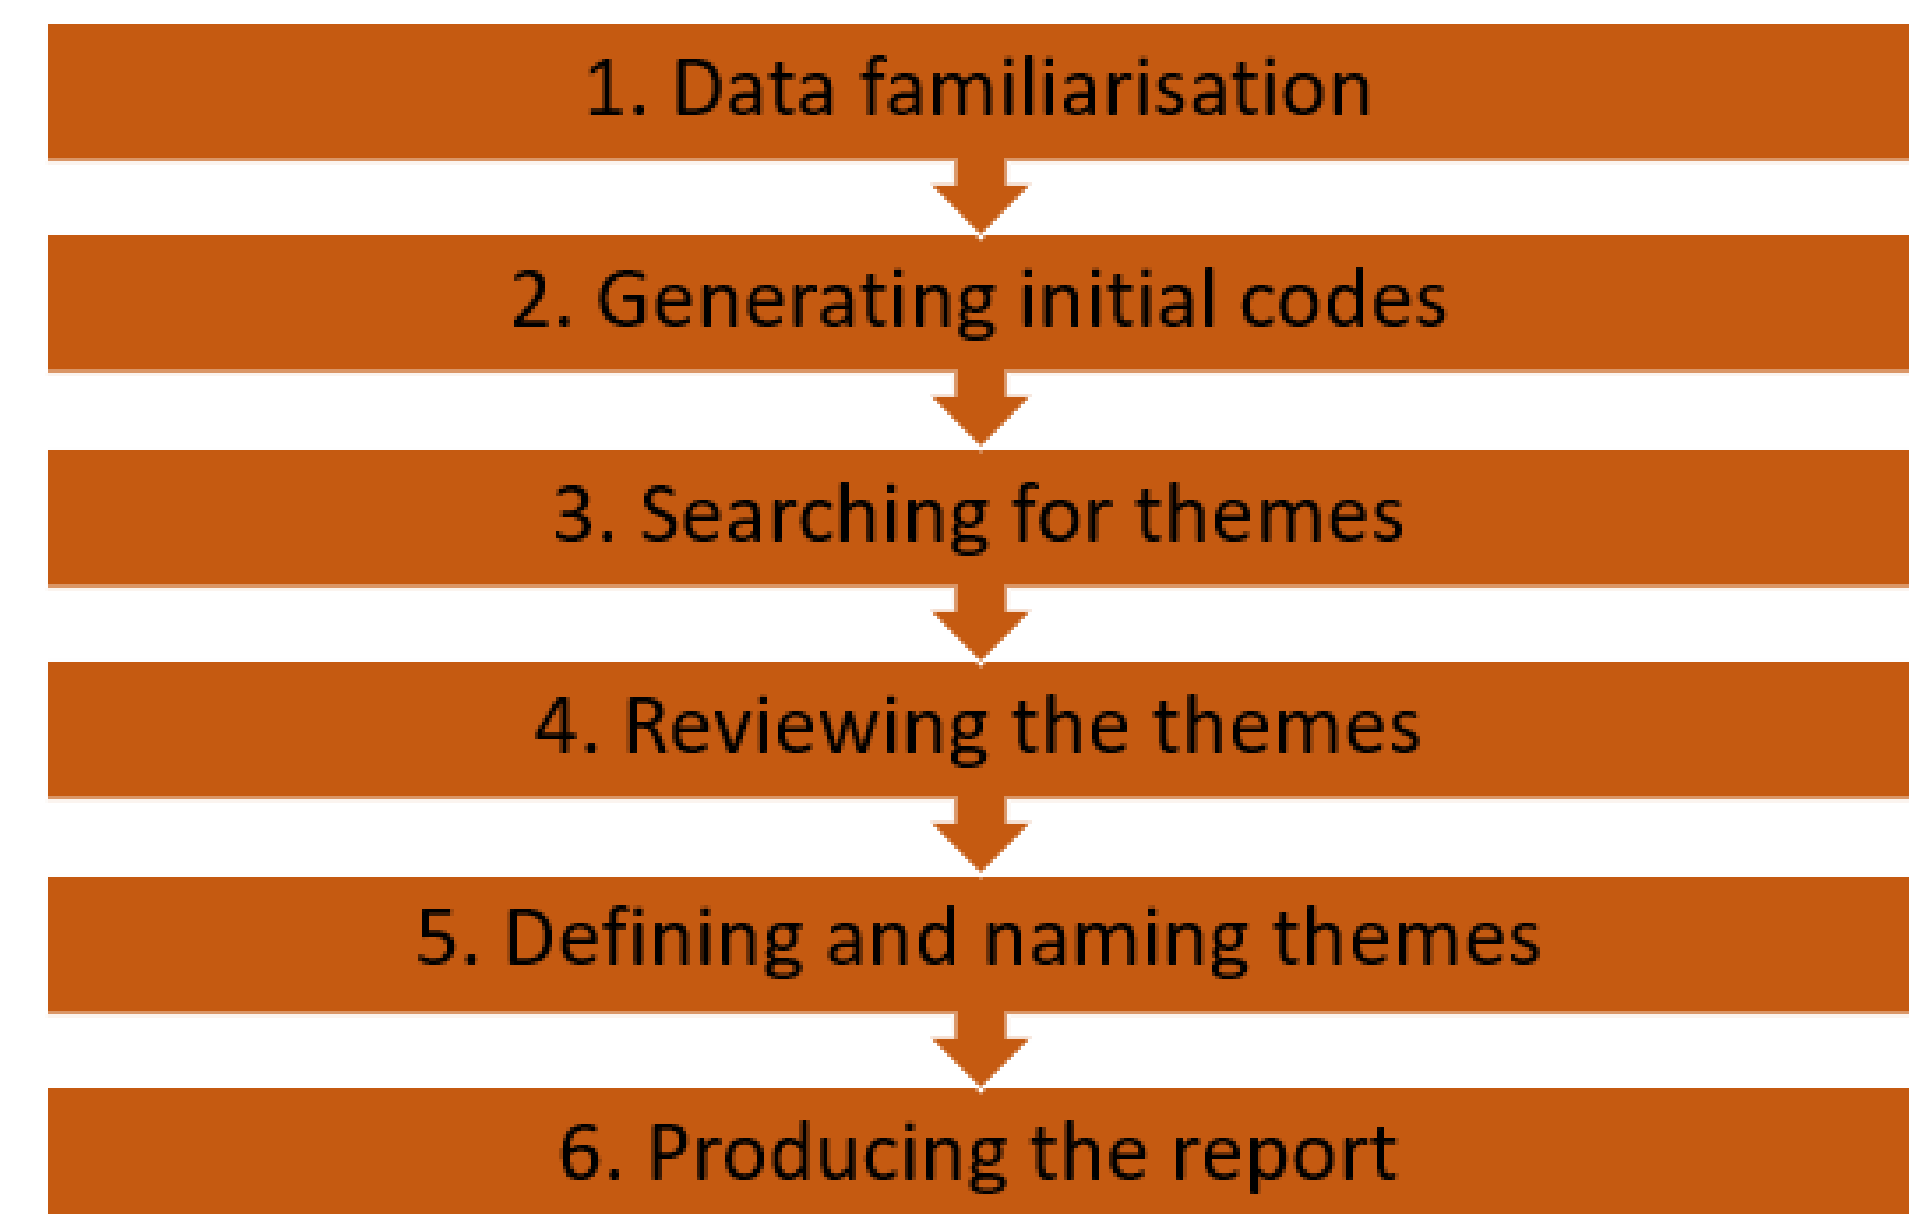 1. Data familiarisation
2. Generating initial codes
3. Searching for themes
4. Reviewing the themes
5. Defining and naming themes
6. Producing the report